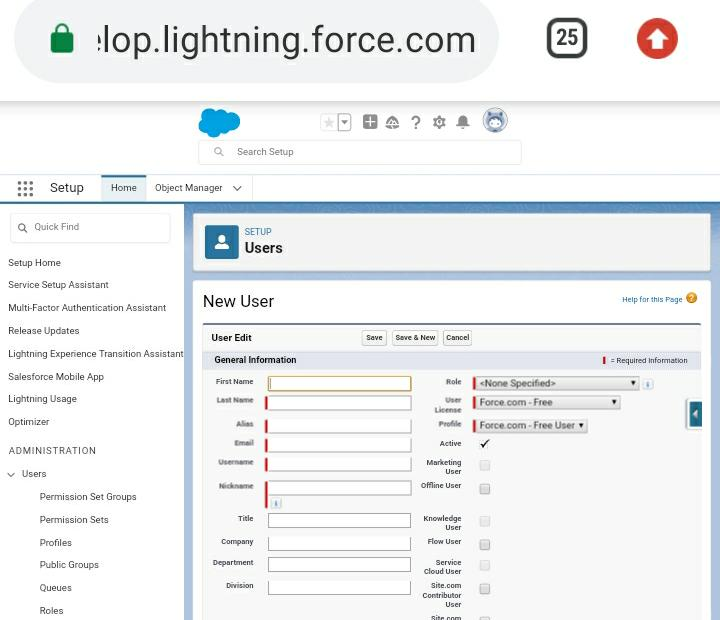 elop.lightning.force.com
25
Search Setup
Setup
Home
Object Manager
Quick Find
Setup Home
Service Setup Assistant
Multi-Factor Authentication Assistant
Release Updates
Lightning Experience Transition Assistant
Salesforce Mobile App
Lightning Usage
Optimizer
ADMINISTRATION
Users
Permission Set Groups
Permission Sets
Profiles
Public Groups
Queues
Roles
SETUP
Users
New User
Help for this Page
User Edit
Save
Save & New
Cancel
General Information
= Required Information
First Name
Last Name
Alias
Email
Username
Nickname
Title
Company
Department
Division
Role
<None Specified>
User
License
Force.com - Free
Profile
Force.com - Free User
Active
Marketing
User
Offline User
Knowledge
User
Flow User
Service
Cloud User
Site.com
Contributor
User
Site.com